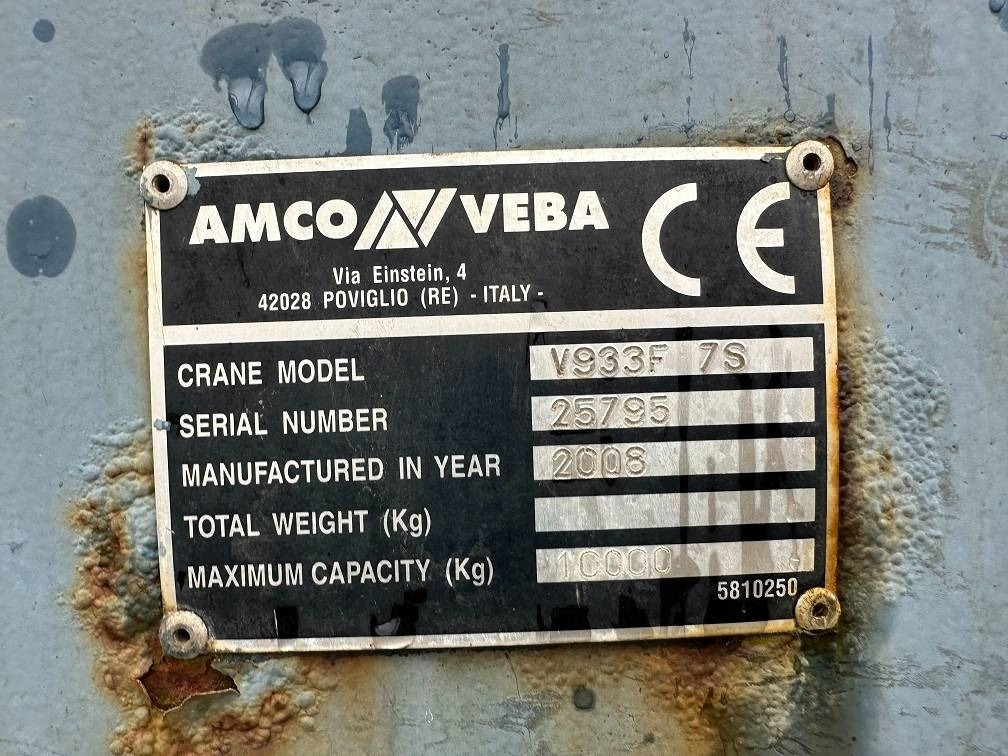 AMCO VEBA
CE
Via Einstein, 4
42028 POVIGLIO (RE) - ITALY -
CRANE MODEL V933F 7S
SERIAL NUMBER 25795
MANUFACTURED IN YEAR 2008
TOTAL WEIGHT (Kg)
MAXIMUM CAPACITY (Kg) 10000
5810250